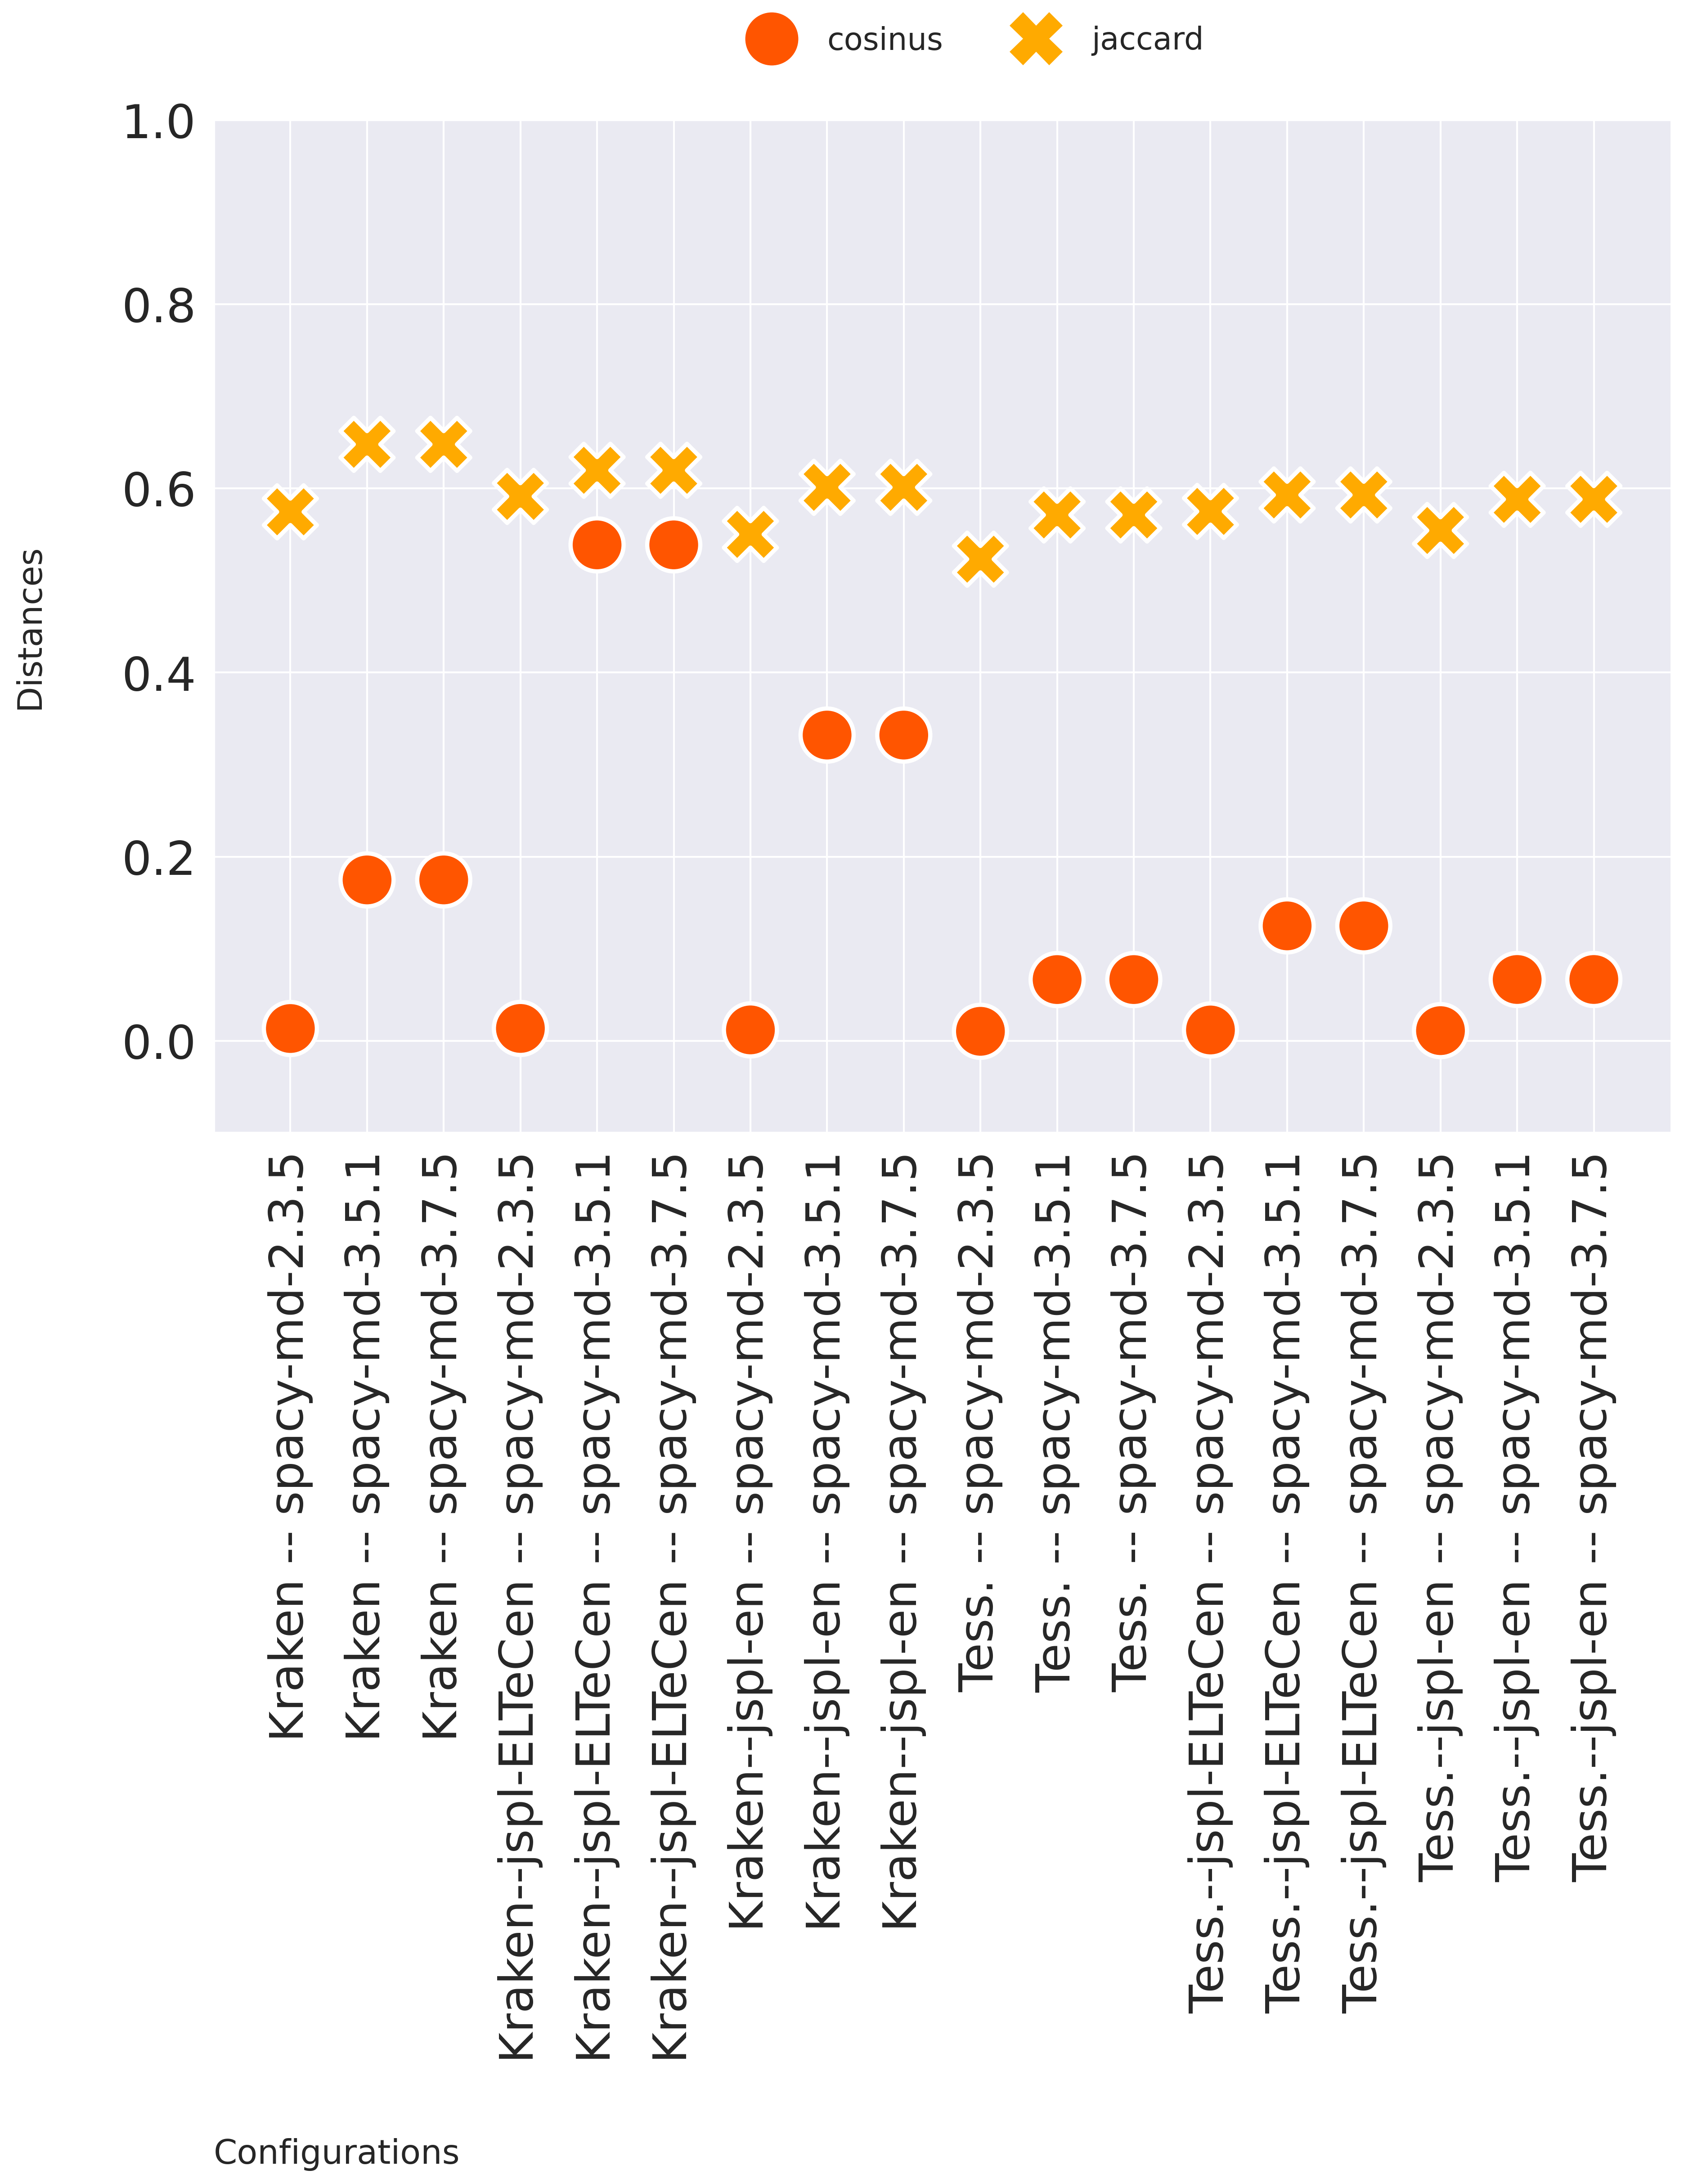 cosinus
jaccard
1.0
0.8
0.6
0.4
0.2
0.0
Distances
Kraken -- spacy-md-2.3.5
Kraken -- spacy-md-3.5.1
Kraken -- spacy-md-3.7.5
Kraken--jspl-ELTeCen -- spacy-md-2.3.5
Kraken--jspl-ELTeCen -- spacy-md-3.5.1
Kraken--jspl-ELTeCen -- spacy-md-3.7.5
Kraken--jspl-en -- spacy-md-2.3.5
Kraken--jspl-en -- spacy-md-3.5.1
Kraken--jspl-en -- spacy-md-3.7.5
Tess. -- spacy-md-2.3.5
Tess. -- spacy-md-3.5.1
Tess. -- spacy-md-3.7.5
Tess.--jspl-ELTeCen -- spacy-md-2.3.5
Tess.--jspl-ELTeCen -- spacy-md-3.5.1
Tess.--jspl-ELTeCen -- spacy-md-3.7.5
Tess.--jspl-en -- spacy-md-2.3.5
Tess.--jspl-en -- spacy-md-3.5.1
Tess.--jspl-en -- spacy-md-3.7.5
Configurations